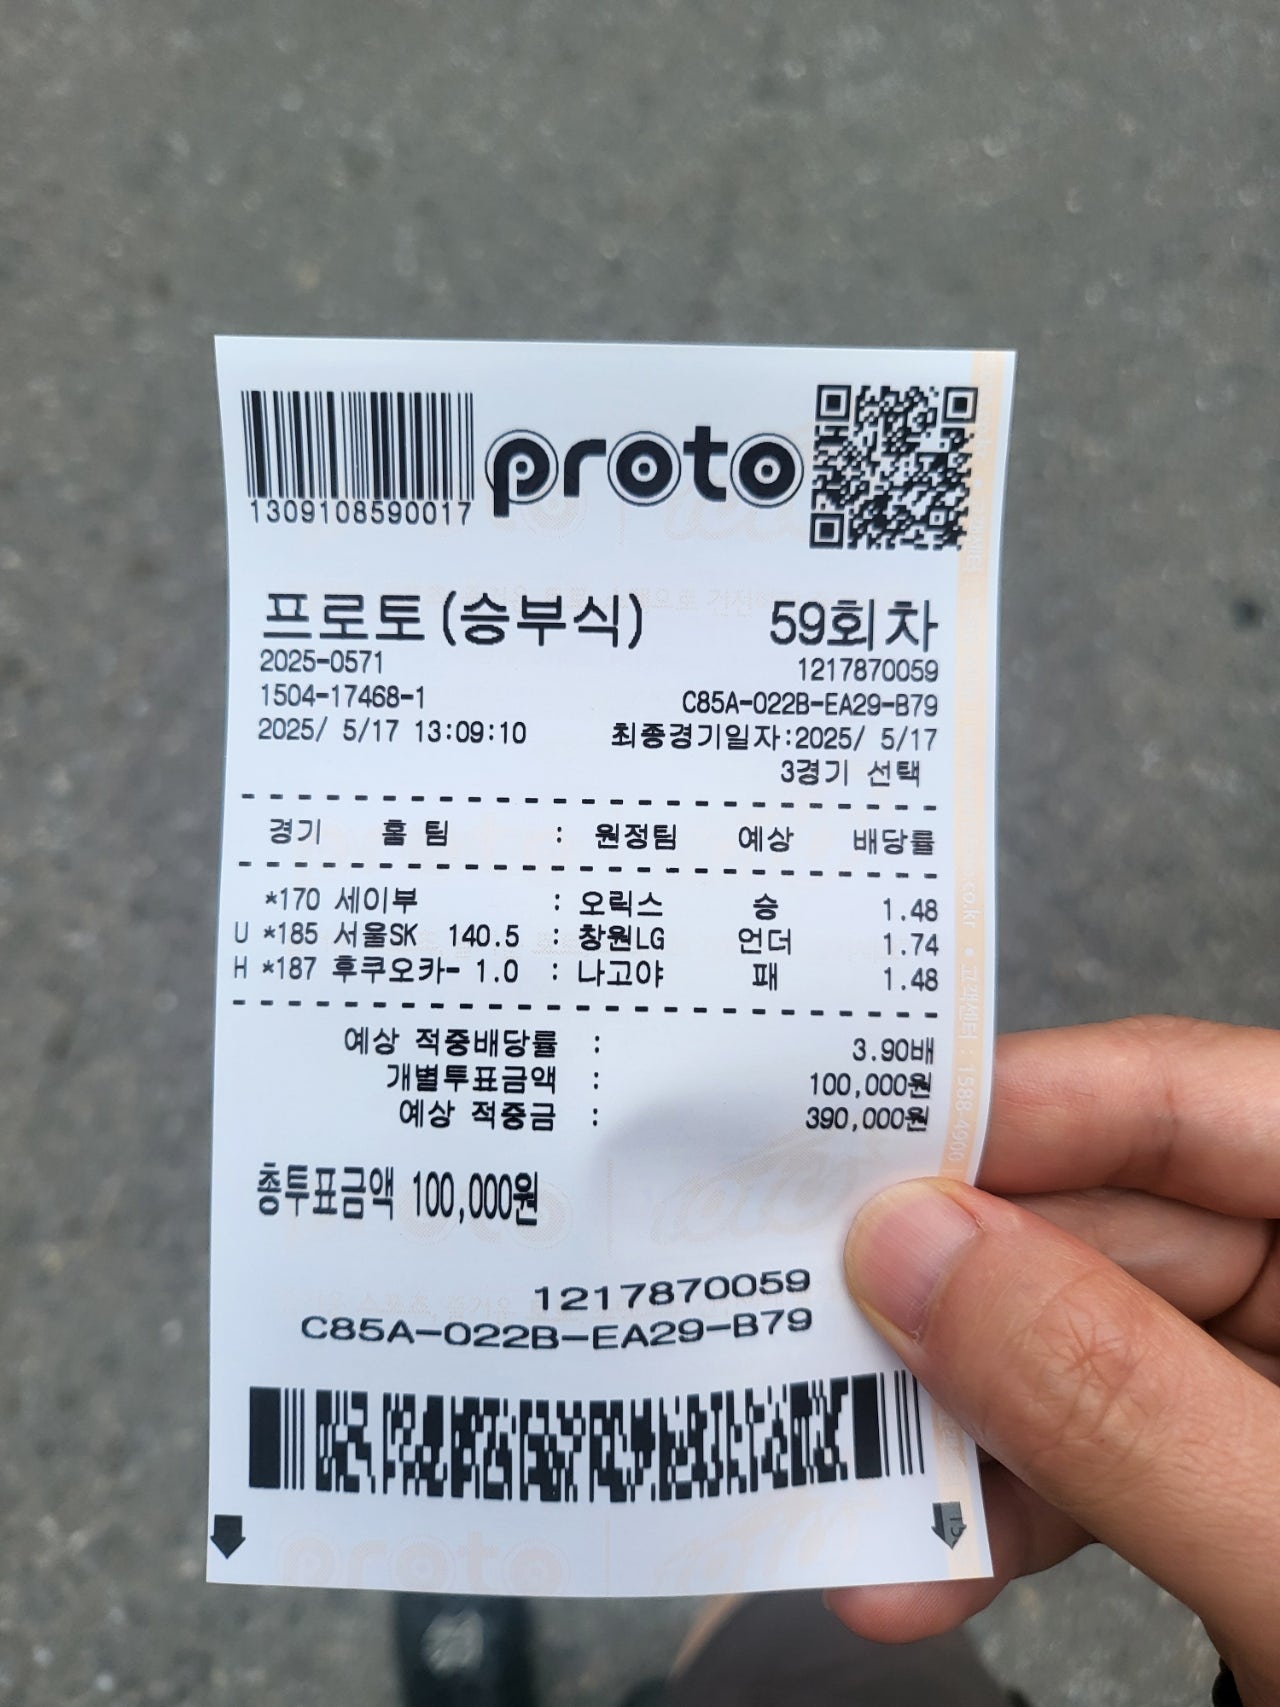 proto
1309108590017
프로토(승부식) 59회차
2025-0571 1217870059
1504-17468-1 C85A-022B-EA29-B79
2025/ 5/17 13:09:10 최종경기일자:2025/ 5/17
3경기 선택
경기 홈 팀 : 원정팀 예상 배당률
*170 세이부 : 오릭스 승 1.48
U *185 서울SK 140.5 : 창원LG 언더 1.74
H *187 후쿠오카- 1.0 : 나고야 패 1.48
예상 적중배당률 : 3.90배
개별투표금액 : 100,000원
예상 적중금 : 390,000원
총투표금액 100,000원
1217870059
C85A-022B-EA29-B79
고객센터 : 1588-4900